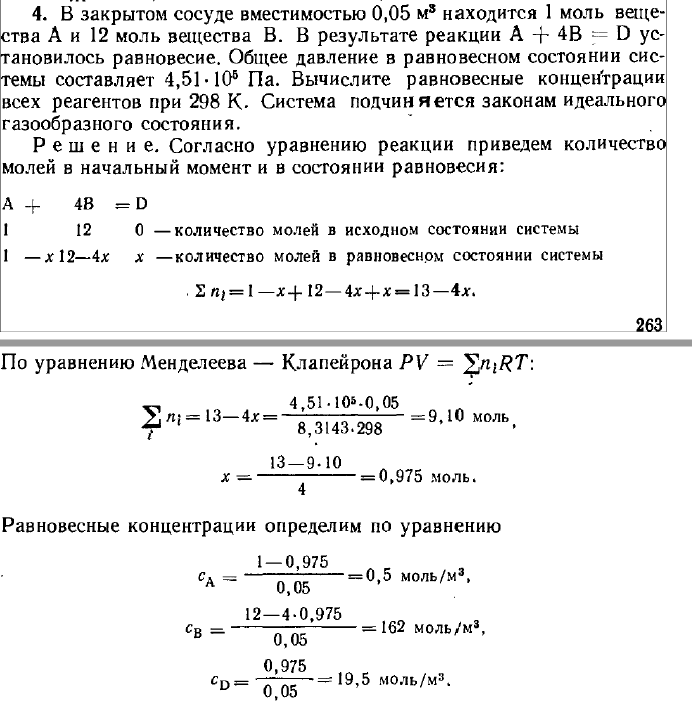 4. В закрытом сосуде вместимостью 0,05 м³ находится 1 моль веще-
ства А и 12 моль вещества В. В результате реакции А + 4В = D ус-
тановилось равновесие. Общее давление в равновесном состоянии сис-
темы составляет 4,51·10⁵ Па. Вычислите равновесные концентрации
всех реагентов при 298 К. Система подчиняется законам идеального
газообразного состояния.
Решение. Согласно уравнению реакции приведем количество
молей в начальный момент и в состоянии равновесия:
А + 4В = D
1 12 0 — количество молей в исходном состоянии системы
1 — x 12—4x x — количество молей в равновесном состоянии системы
Σ nᵢ = 1 — x + 12 — 4x + x = 13 — 4x.
263
По уравнению Менделеева — Клапейрона PV = ΣnᵢRT:
i
4,51·10⁵·0,05
Σ nᵢ = 13—4x = = 9,10 моль,
i
8,3143·298
13—9·10
x = = 0,975 моль.
4
Равновесные концентрации определим по уравнению
1—0,975
cА = = 0,5 моль/м³,
0,05
12—4·0,975
cВ = = 162 моль/м³,
0,05
0,975
cD = = 19,5 моль/м³.
0,05